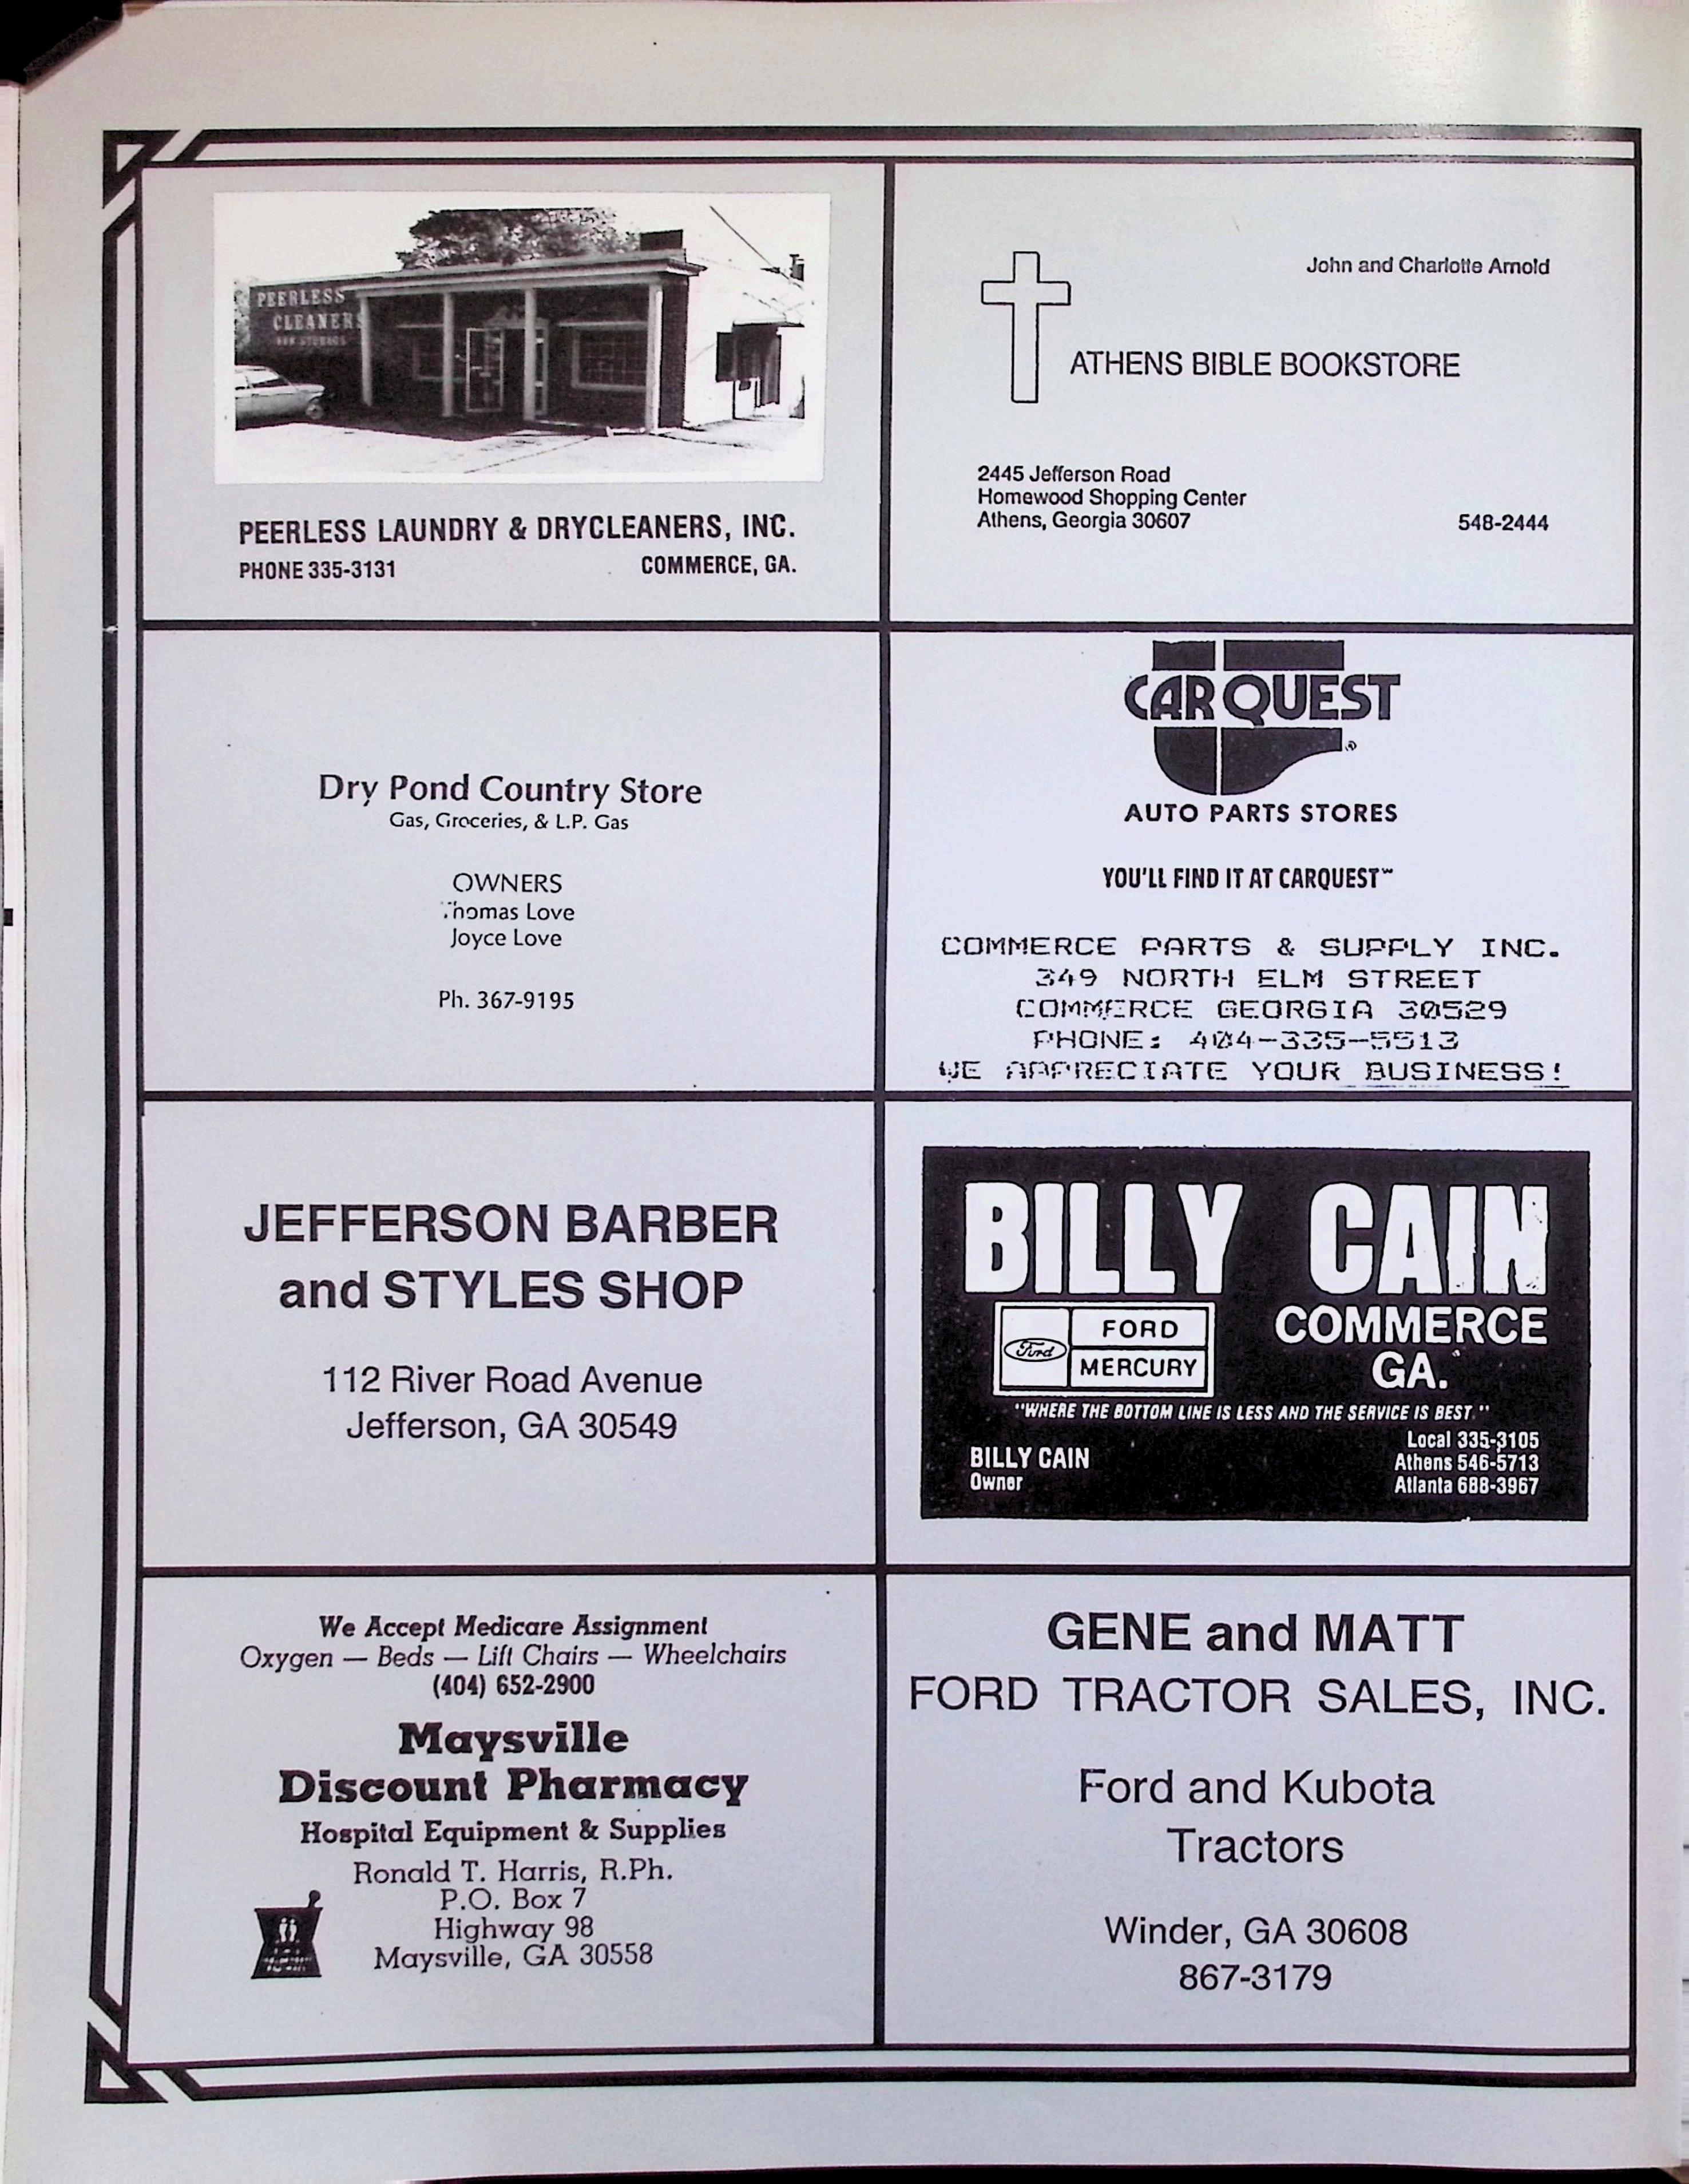 PEERLESS
CLEANERS
PEERLESS LAUNDRY & DRYCLEANERS, INC.
PHONE 335-3131 COMMERCE, GA.
John and Charlotte Arnold
ATHENS BIBLE BOOKSTORE
2445 Jefferson Road
Homewood Shopping Center
Athens, Georgia 30607 548-2444
Dry Pond Country Store
Gas, Groceries, & L.P. Gas
OWNERS
Thomas Love
Joyce Love
Ph. 367-9195
CARQUEST®
AUTO PARTS STORES
YOU'LL FIND IT AT CARQUEST℠
COMMERCE PARTS & SUPPLY INC.
349 NORTH ELM STREET
COMMERCE GEORGIA 30529
PHONE: 404-335-5513
WE APPRECIATE YOUR BUSINESS!
JEFFERSON BARBER
and STYLES SHOP
112 River Road Avenue
Jefferson, GA 30549
BILLY CAIN
Ford
FORD
MERCURY
COMMERCE
GA.
"WHERE THE BOTTOM LINE IS LESS AND THE SERVICE IS BEST."
BILLY CAIN
Owner
Local 335-3105
Athens 546-5713
Atlanta 688-3967
We Accept Medicare Assignment
Oxygen — Beds — Lift Chairs — Wheelchairs
(404) 652-2900
Maysville
Discount Pharmacy
Hospital Equipment & Supplies
Ronald T. Harris, R.Ph.
P.O. Box 7
Highway 98
Maysville, GA 30558
GENE and MATT
FORD TRACTOR SALES, INC.
Ford and Kubota
Tractors
Winder, GA 30608
867-3179